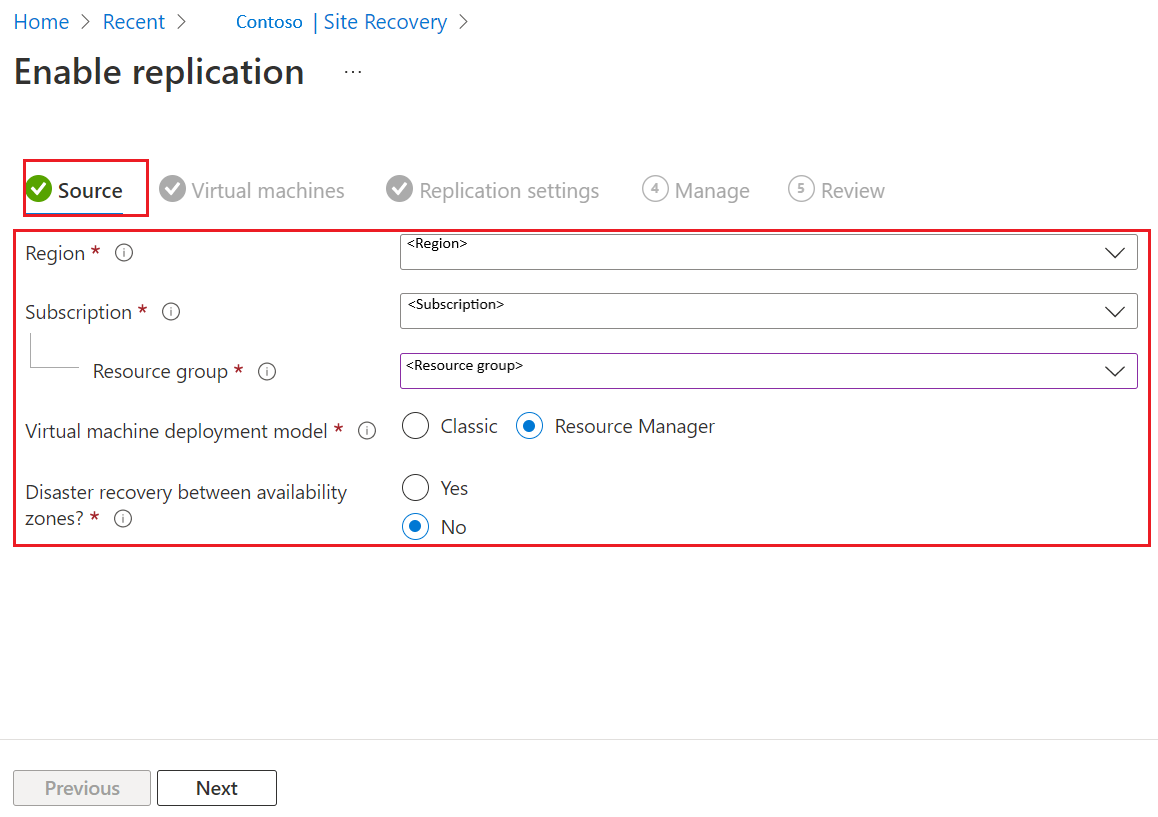 Home > Recent > Contoso | Site Recovery >
Enable replication ...
Source Virtual machines Replication settings 4 Manage 5 Review
Region * i <Region>
Subscription * i <Subscription>
Resource group * i <Resource group>
Virtual machine deployment model * i Classic Resource Manager
Disaster recovery between availability Yes
zones? * i No
Previous Next